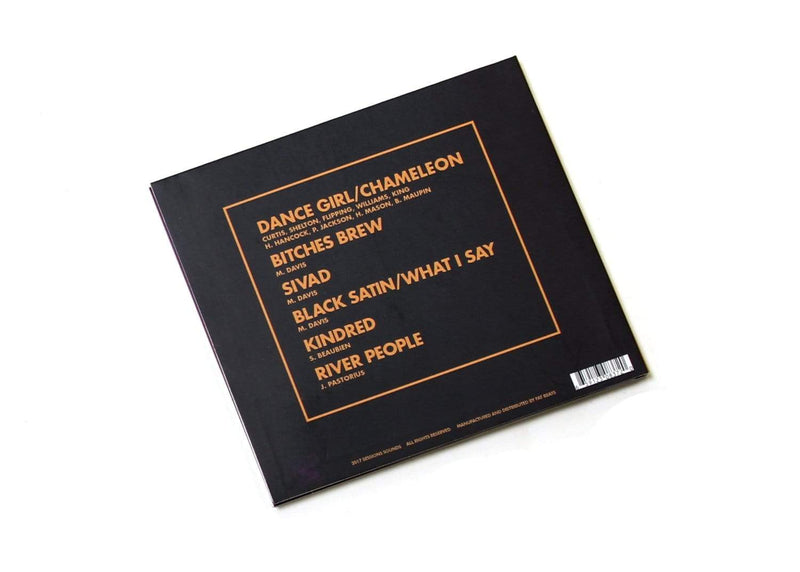 DANCE GIRL/CHAMELEON
CURTIS, SHELTON, FLIPPING, WILLIAMS, KING
H. HANCOCK, P. JACKSON, H. MASON, B. MAUPIN
BITCHES BREW
M. DAVIS
SIVAD
M. DAVIS
BLACK SATIN/WHAT I SAY
M. DAVIS
KINDRED
S. BEAUBIEN
RIVER PEOPLE
J. PASTORIUS
2017 SESSIONS SOUNDS ALL RIGHTS RESERVED MANUFACTURED AND DISTRIBUTED BY FAT BEATS